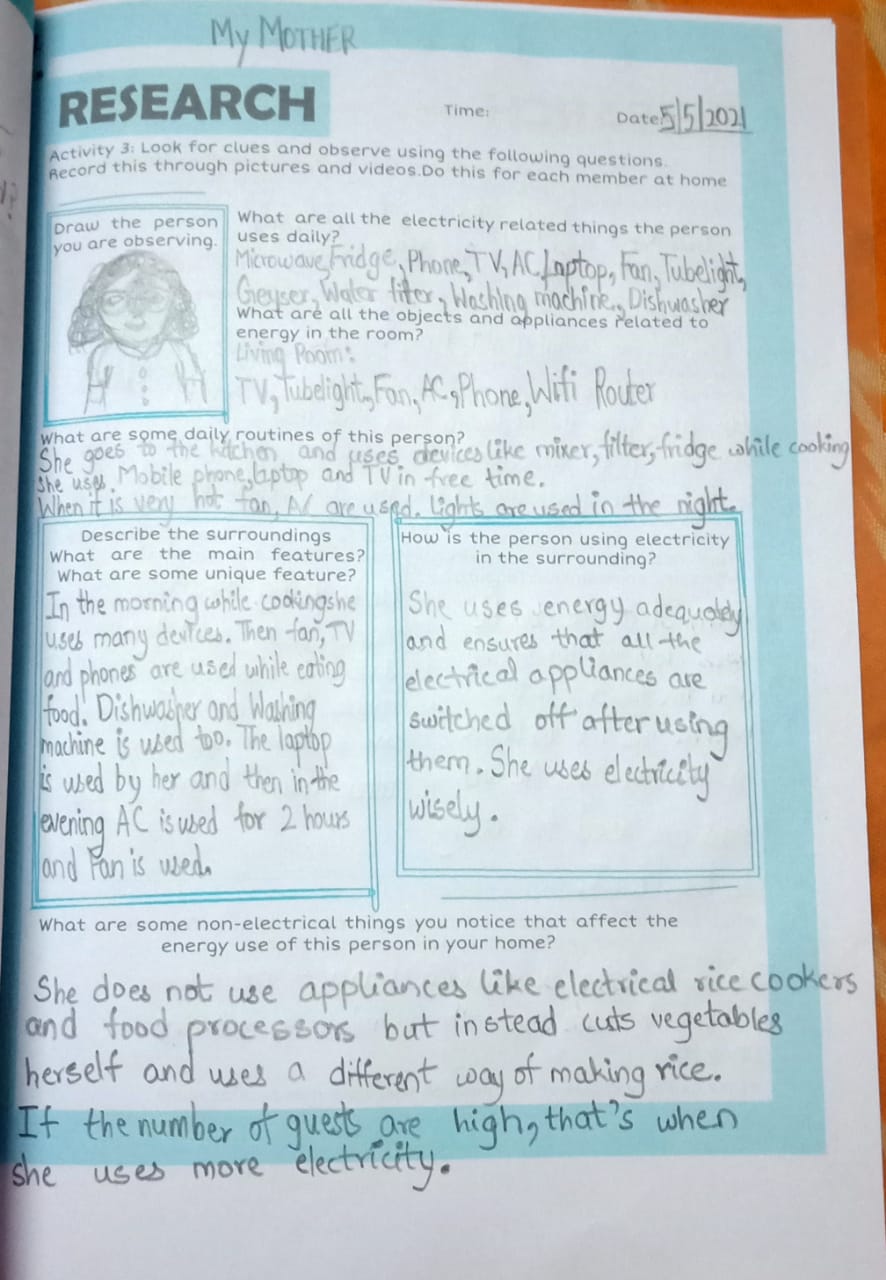 My MOTHER
RESEARCH
Time:
Date: 5/5/2021
Activity 3: Look for clues and observe using the following questions.
Record this through pictures and videos.Do this for each member at home
Draw the person
you are observing.
What are all the electricity related things the person
uses daily?
Microwave, Fridge, Phone, TV, AC, Laptop, Fan, Tubelight,
Geyser, Water filter, Washing machine, Dishwasher
What are all the objects and appliances related to
energy in the room?
Living Room:
TV, Tubelight, Fan, AC, Phone, Wifi Router
What are some daily routines of this person?
She goes to the kitchen and uses devices like mixer, filter, fridge while cooking
She uses Mobile phone, laptop and TV in free time.
When it is very hot fan, AC are used. Lights are used in the night.
Describe the surroundings
What are the main features?
What are some unique feature?
In the morning while cooking she
uses many devices. Then fan, TV
and phones are used while eating
food. Dishwasher and Washing
machine is used too. The laptop
is used by her and then in the
evening AC is used for 2 hours
and Fan is used.
How is the person using electricity
in the surrounding?
She uses energy adequately
and ensures that all the
electrical appliances are
switched off after using
them. She uses electricity
wisely.
What are some non-electrical things you notice that affect the
energy use of this person in your home?
She does not use appliances like electrical rice cookers
and food processors but instead cuts vegetables
herself and uses a different way of making rice.
If the number of guests are high, that's when
she uses more electricity.